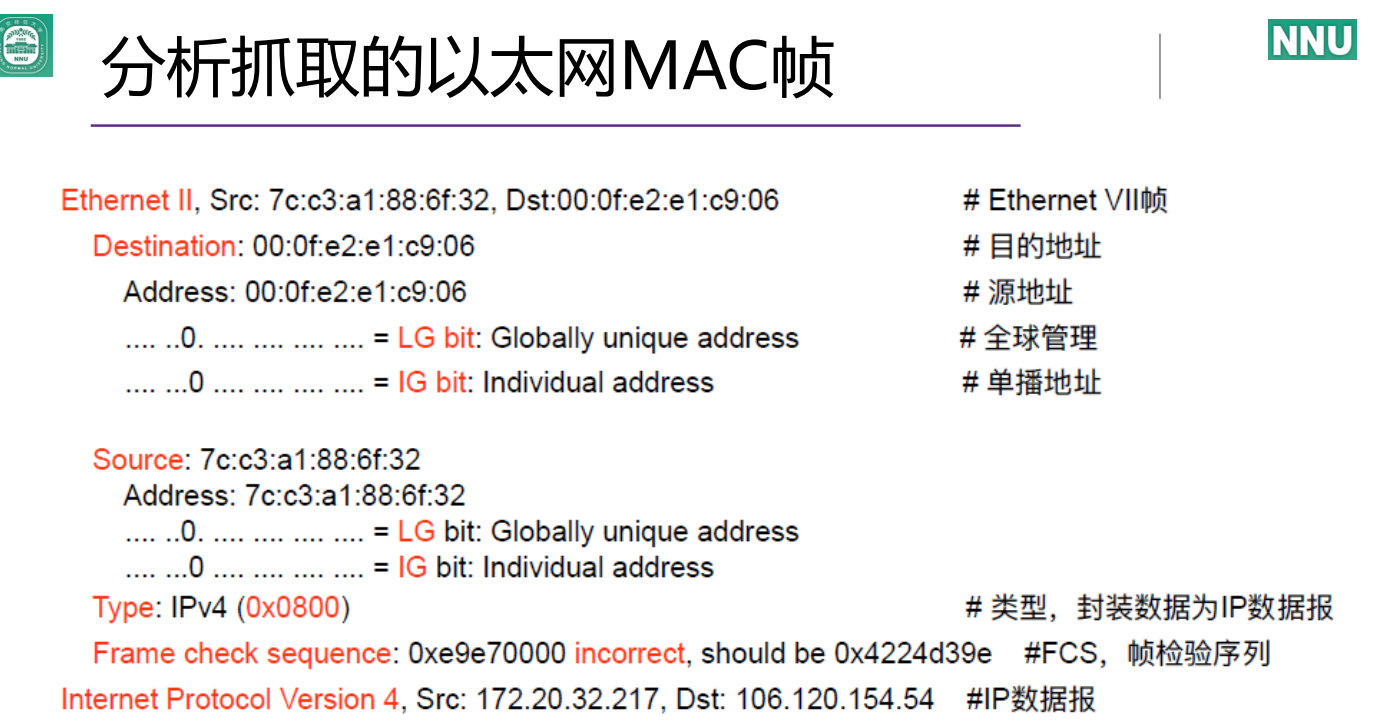 分析抓取的以太网MAC帧
NNU
NNU
Ethernet II, Src: 7c:c3:a1:88:6f:32, Dst:00:0f:e2:e1:c9:06 # Ethernet VII帧
Destination: 00:0f:e2:e1:c9:06 # 目的地址
Address: 00:0f:e2:e1:c9:06 # 源地址
.... ..0. .... .... .... .... = LG bit: Globally unique address # 全球管理
.... ...0 .... .... .... .... = IG bit: Individual address # 单播地址
Source: 7c:c3:a1:88:6f:32
Address: 7c:c3:a1:88:6f:32
.... ..0. .... .... .... .... = LG bit: Globally unique address
.... ...0 .... .... .... .... = IG bit: Individual address
Type: IPv4 (0x0800) # 类型，封装数据为IP数据报
Frame check sequence: 0xe9e70000 incorrect, should be 0x4224d39e #FCS，帧检验序列
Internet Protocol Version 4, Src: 172.20.32.217, Dst: 106.120.154.54 #IP数据报